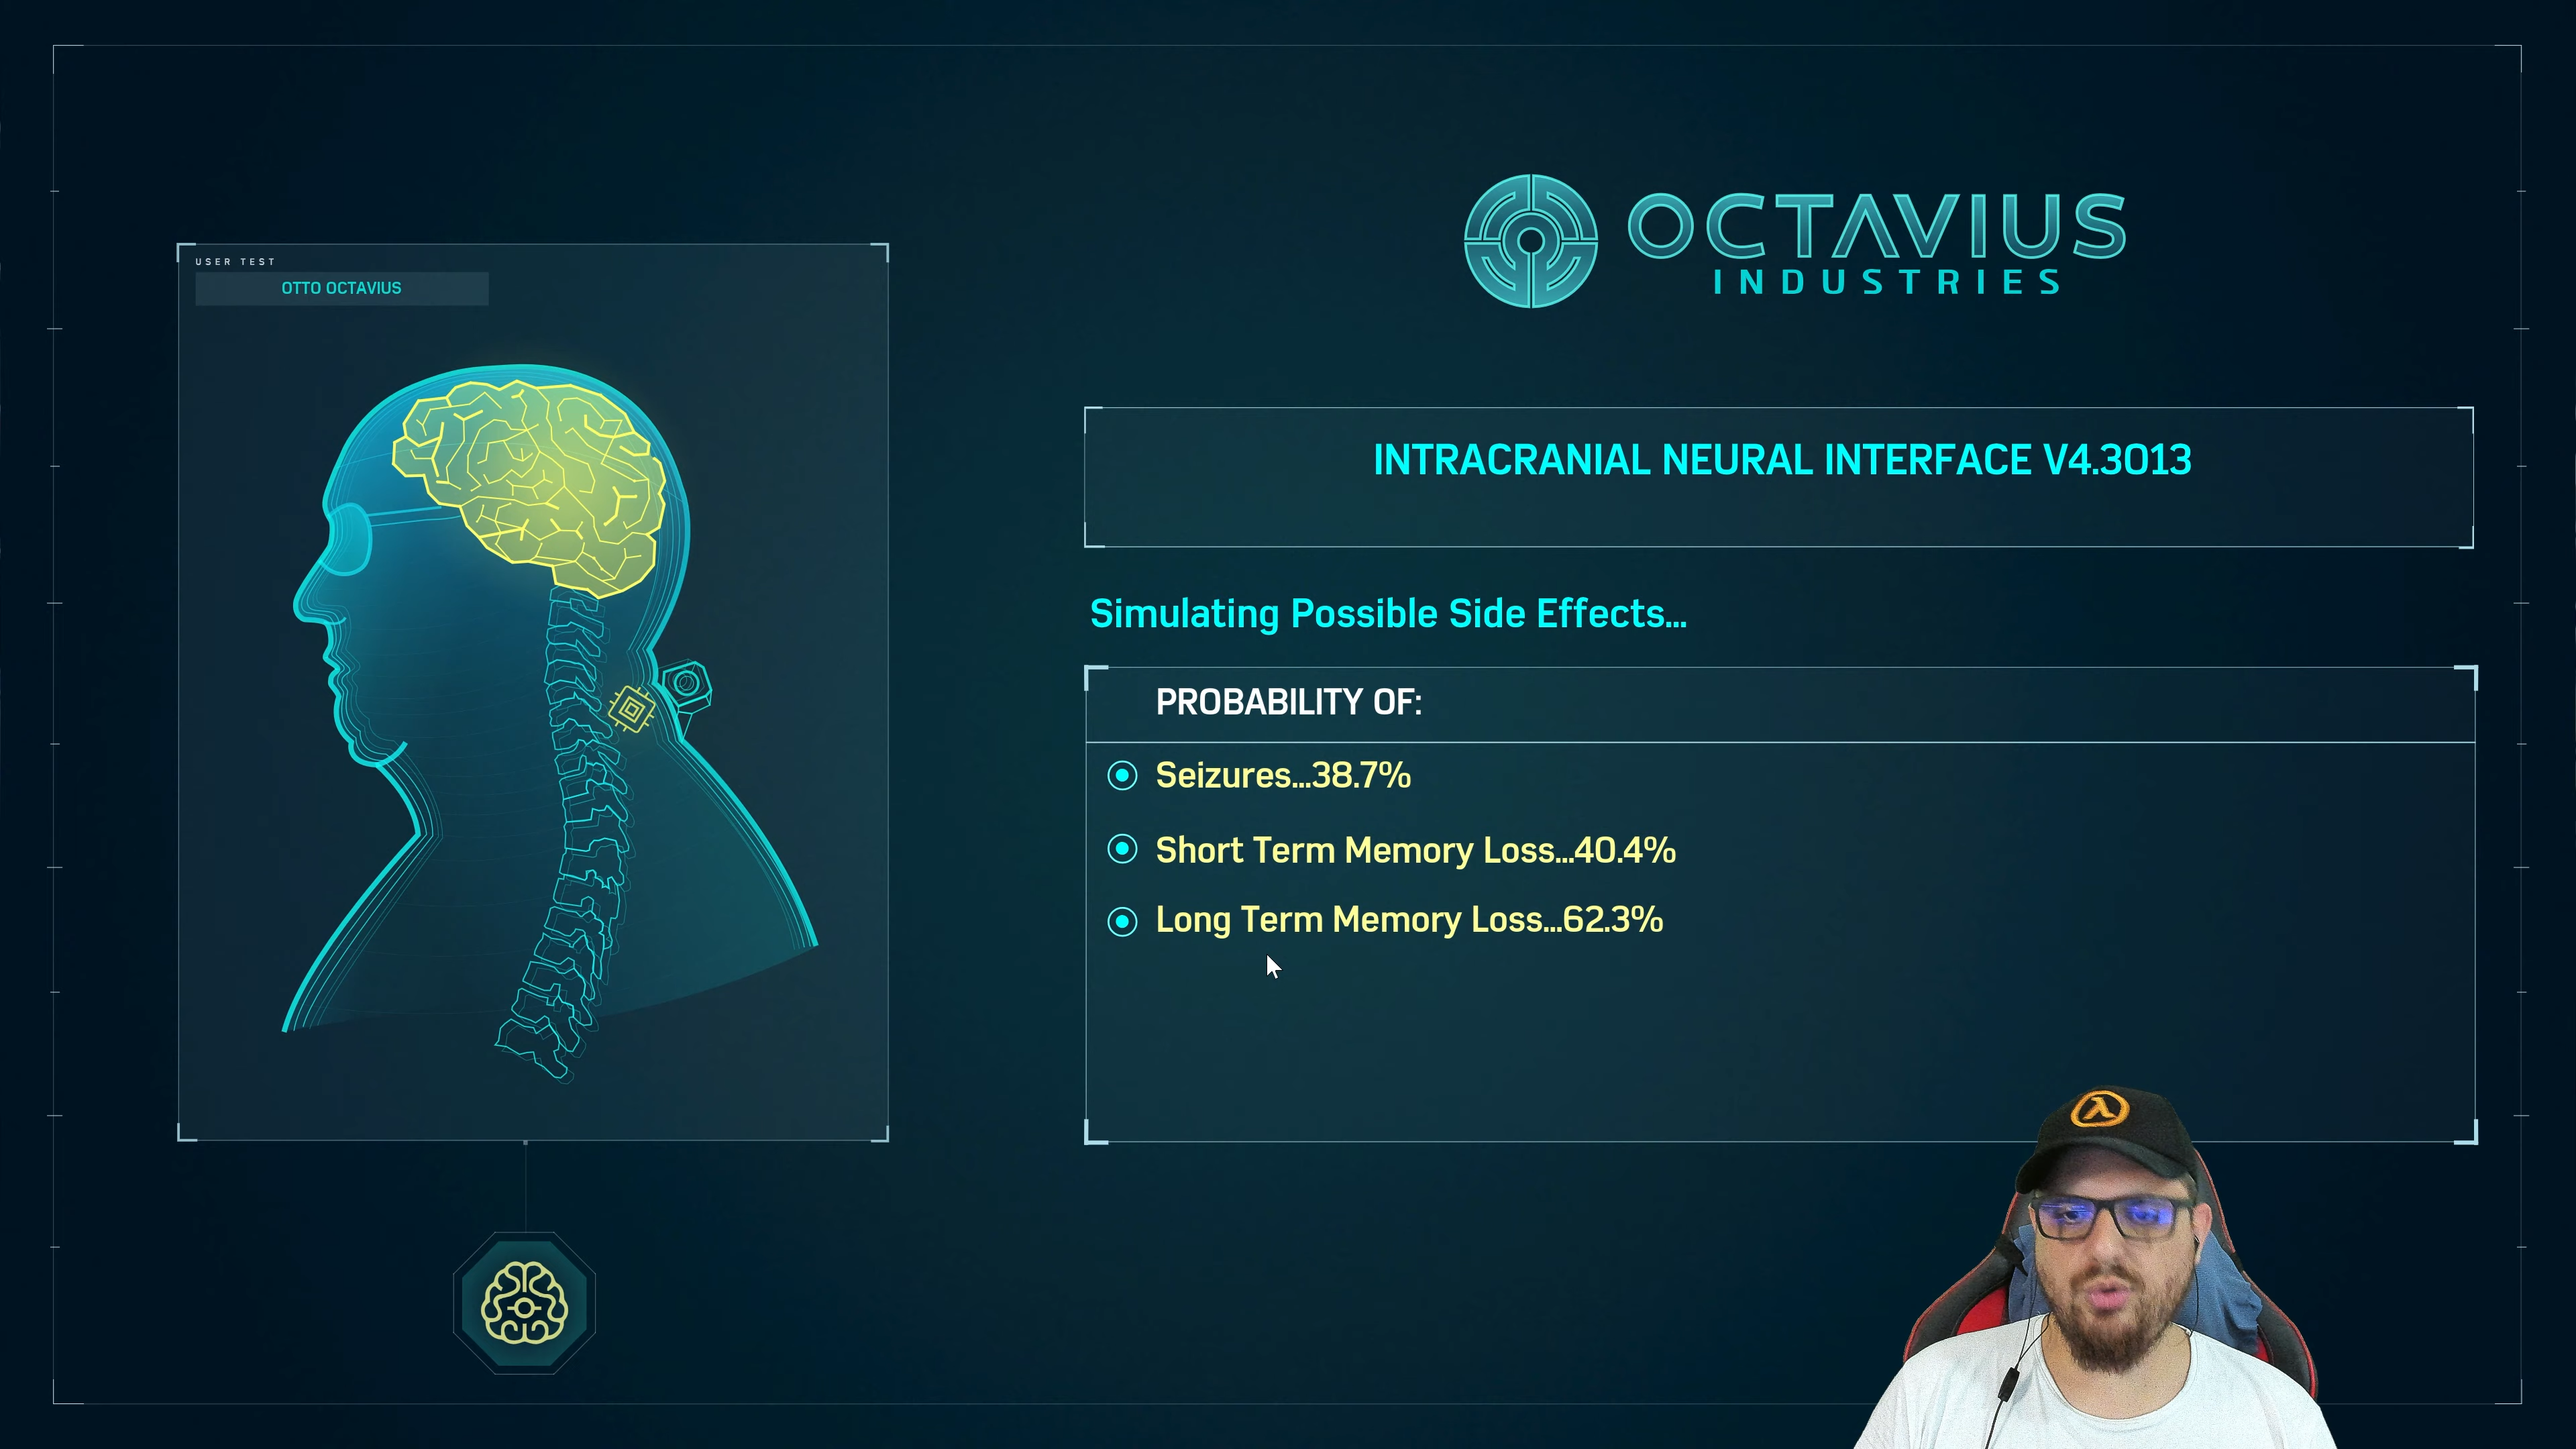 USER TEST
OTTO OCTAVIUS
OCTAVIUS
INDUSTRIES
INTRACRANIAL NEURAL INTERFACE V4.3013
Simulating Possible Side Effects...
PROBABILITY OF:
Seizures...38.7%
Short Term Memory Loss...40.4%
Long Term Memory Loss...62.3%